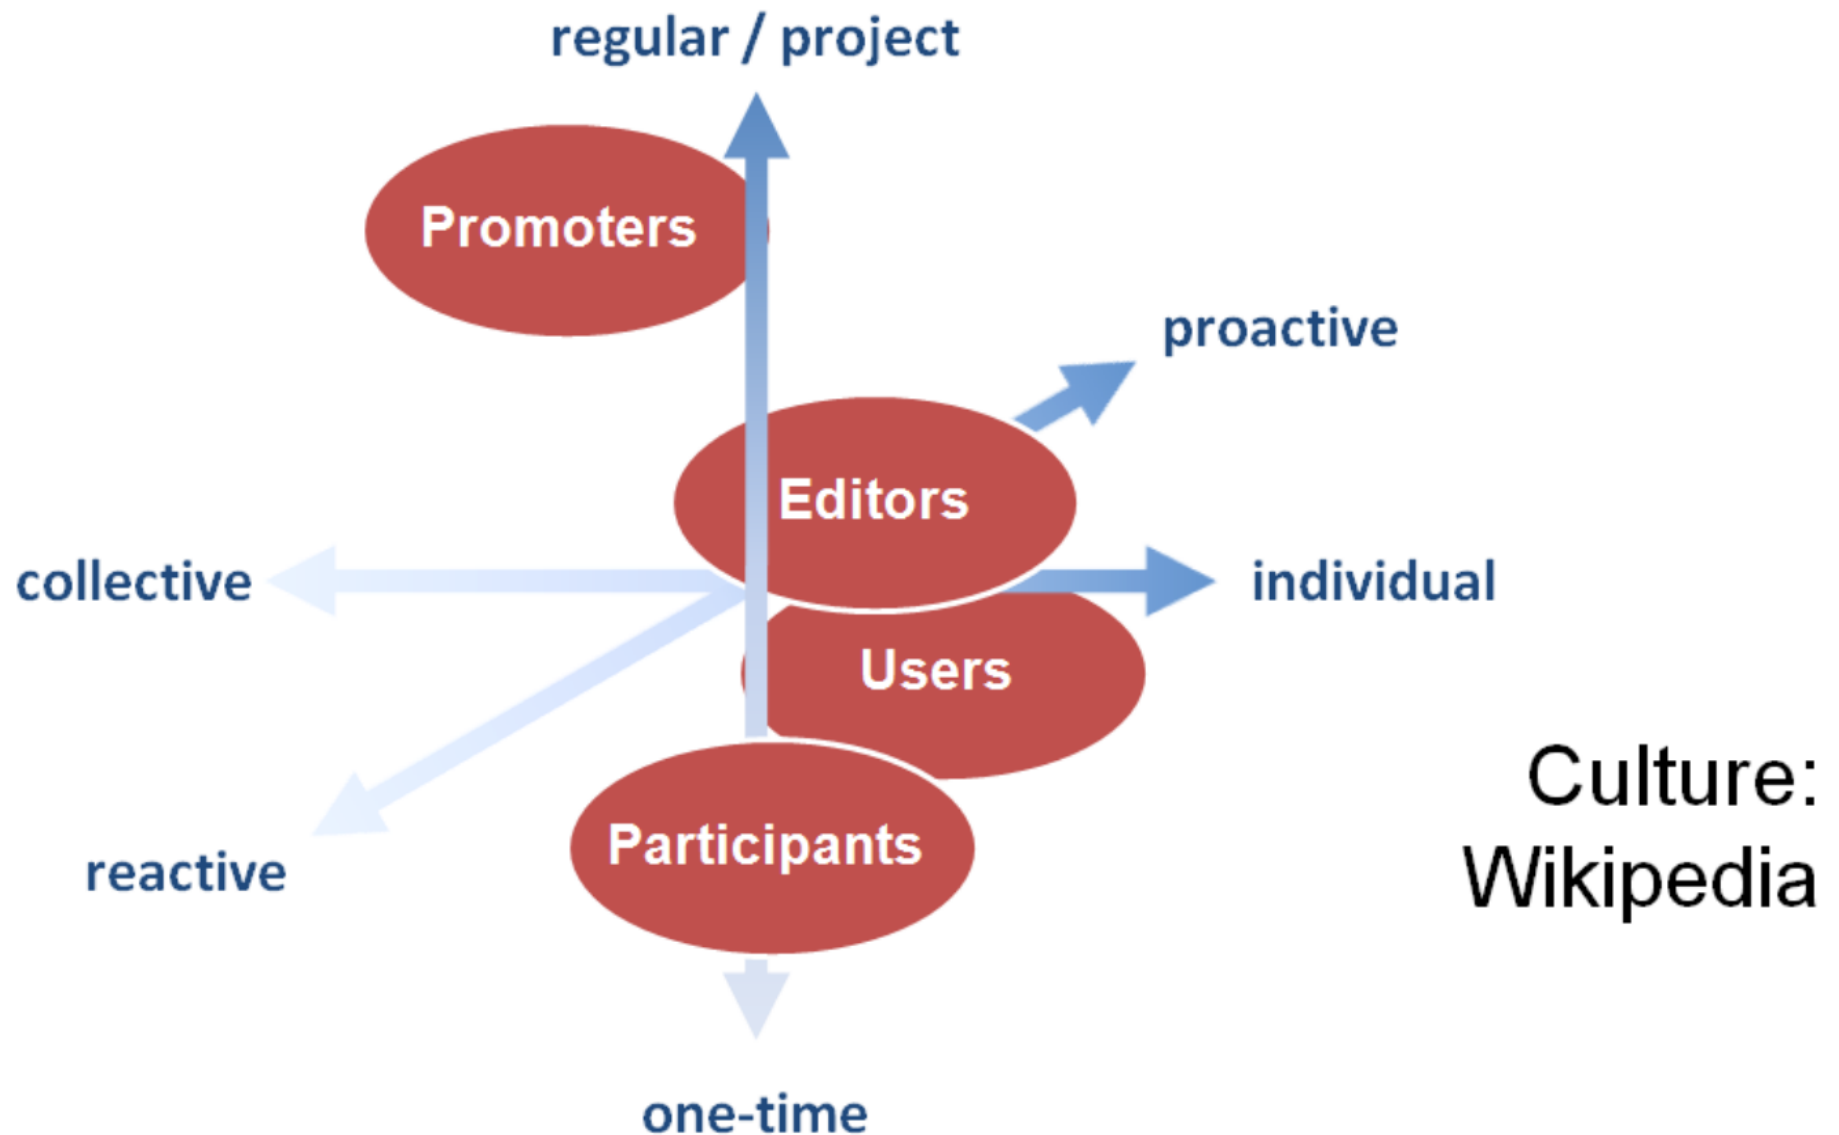 regular / project
Promoters
proactive
Editors
collective
individual
Users
Culture:
Wikipedia
Participants
reactive
one-time